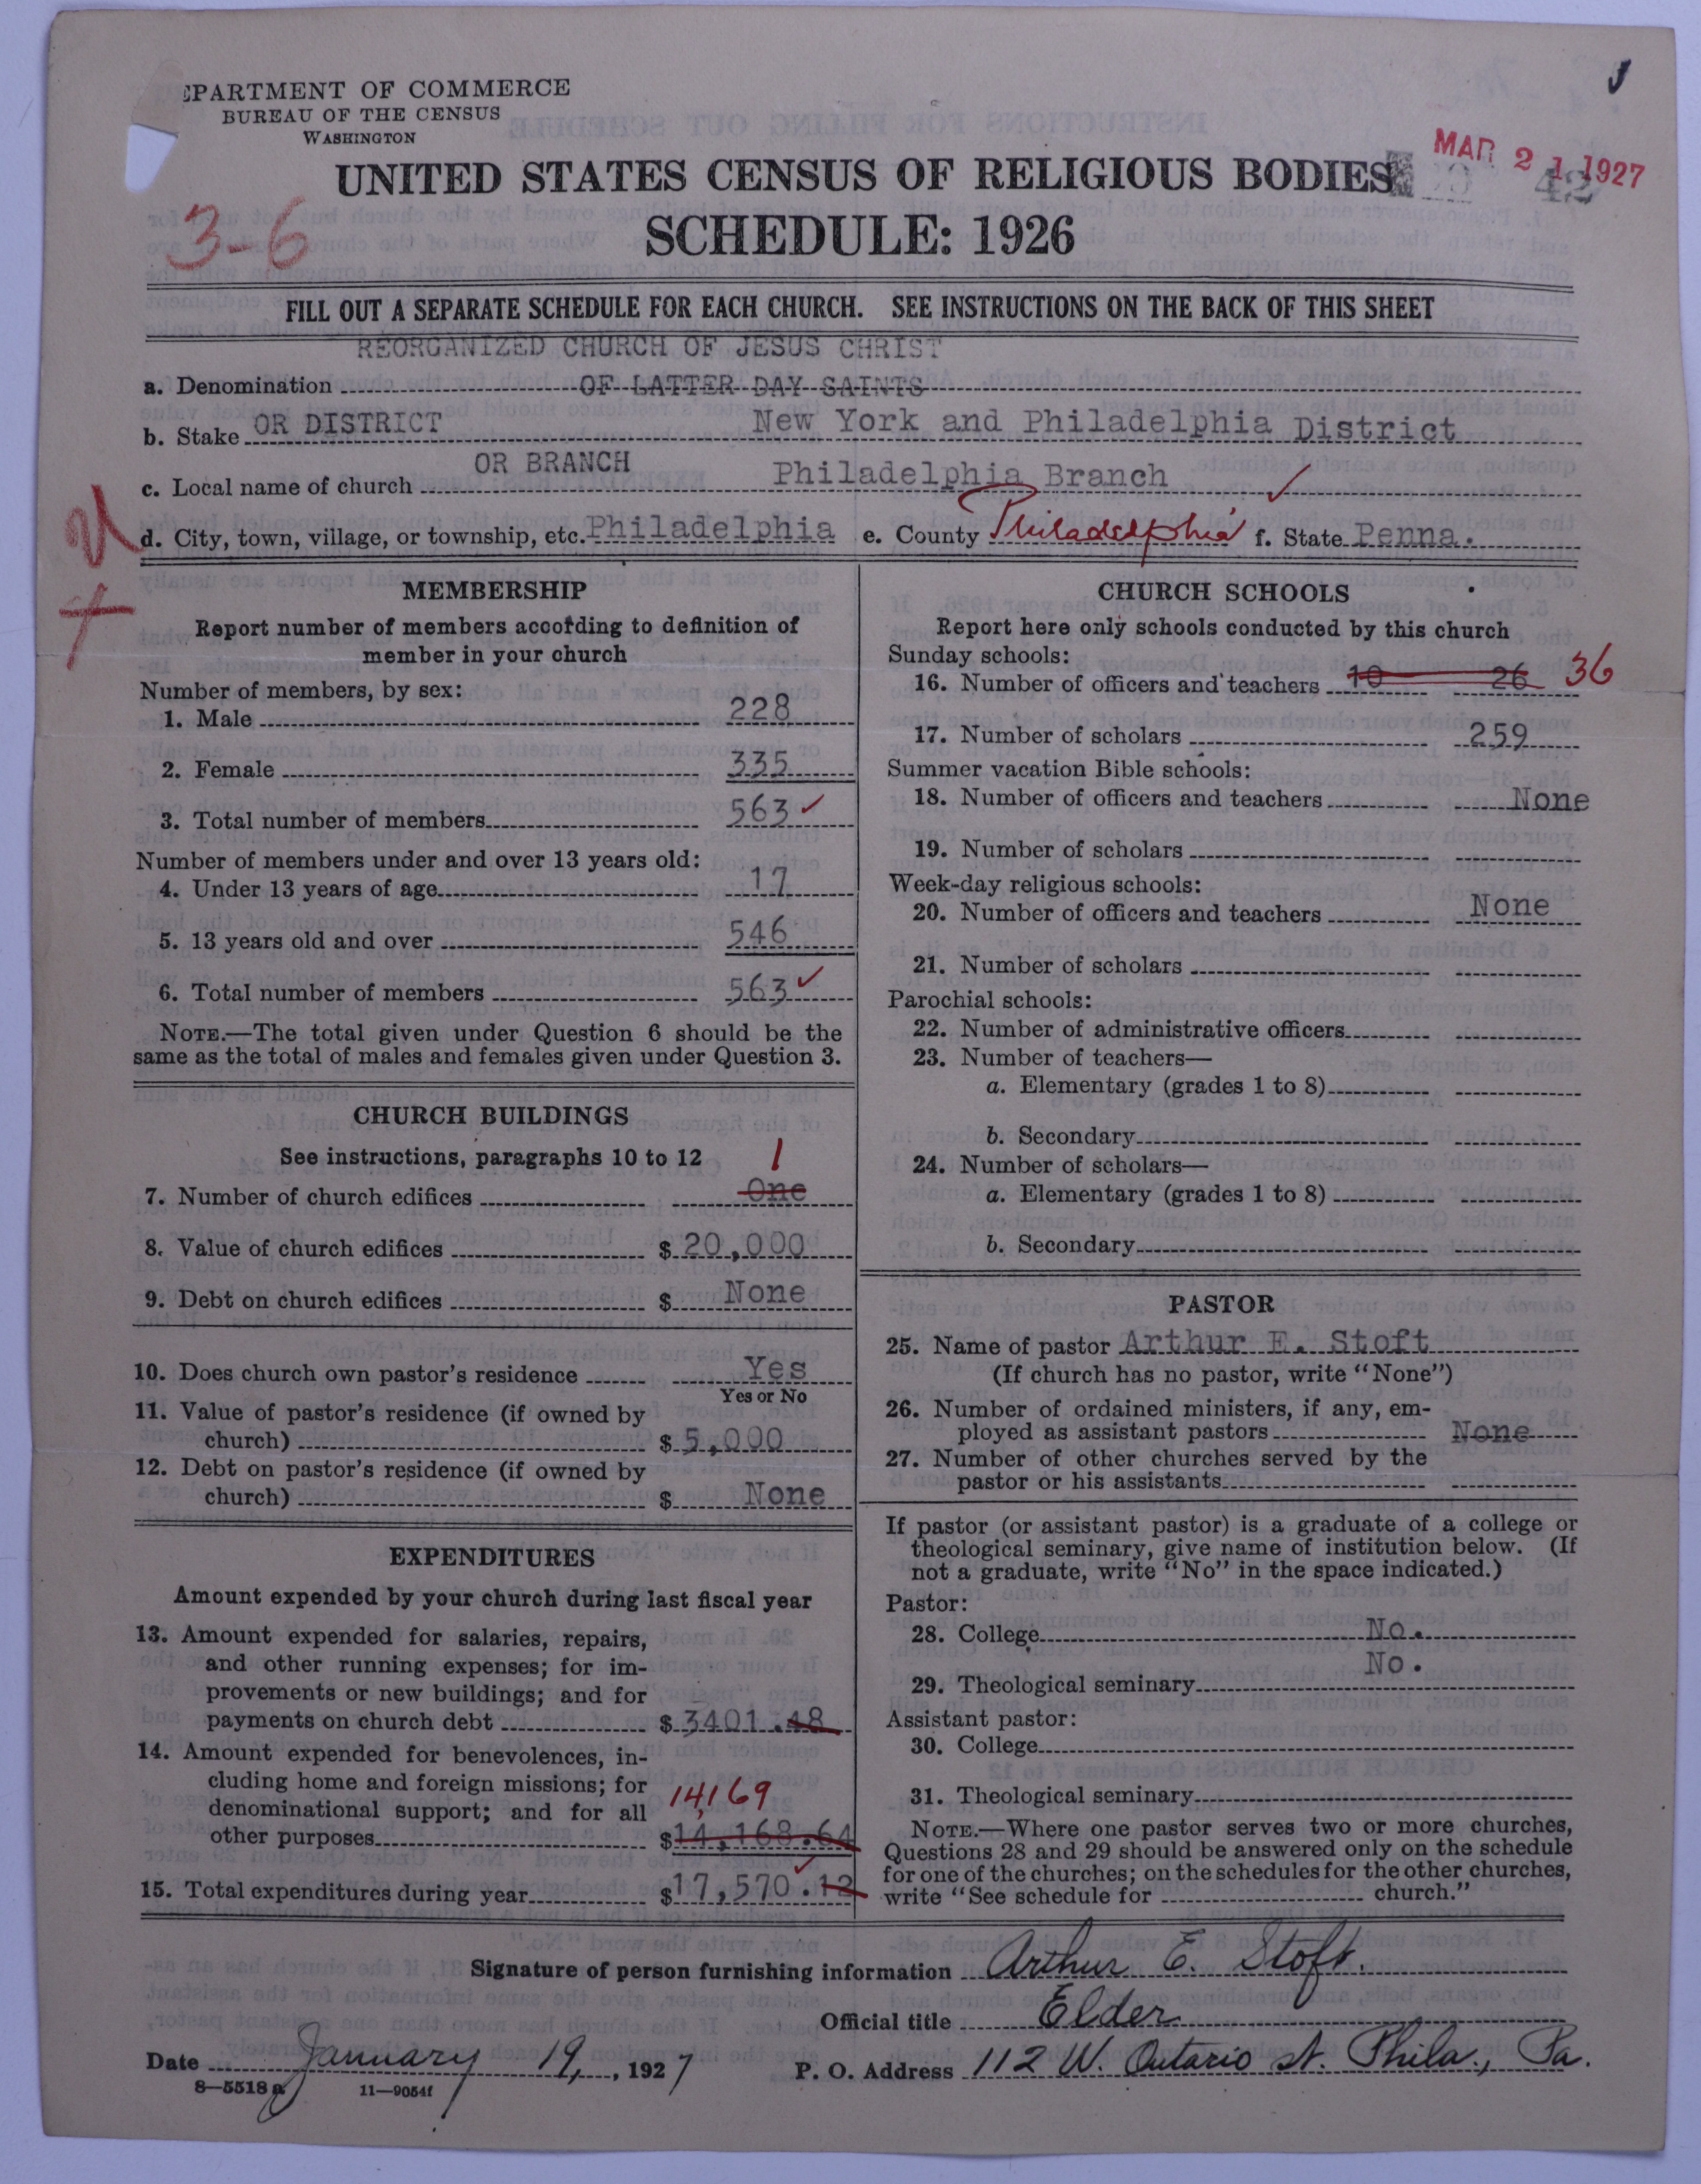 EPARTMENT OF COMMERCE
BUREAU OF THE CENSUS
WASHINGTON
MAR 21 1927
42
UNITED STATES CENSUS OF RELIGIOUS BODIES
3-6
SCHEDULE: 1926
FILL OUT A SEPARATE SCHEDULE FOR EACH CHURCH. SEE INSTRUCTIONS ON THE BACK OF THIS SHEET
REORGANIZED CHURCH OF JESUS CHRIST
a. Denomination OF LATTER DAY SAINTS
b. Stake OR DISTRICT New York and Philadelphia District
c. Local name of church OR BRANCH Philadelphia Branch
d. City, town, village, or township, etc. Philadelphia e. County Philadelphia f. State Penna.
MEMBERSHIP
Report number of members according to definition of
member in your church
Number of members, by sex:
1. Male 228
2. Female 335
3. Total number of members 563 ✓
Number of members under and over 13 years old:
4. Under 13 years of age 17
5. 13 years old and over 546
6. Total number of members 563 ✓
NOTE.—The total given under Question 6 should be the
same as the total of males and females given under Question 3.
CHURCH BUILDINGS
See instructions, paragraphs 10 to 12 1
7. Number of church edifices One
8. Value of church edifices $ 20,000
9. Debt on church edifices $ None
10. Does church own pastor's residence Yes
Yes or No
11. Value of pastor's residence (if owned by
church) $ 5,000
12. Debt on pastor's residence (if owned by
church) $ None
EXPENDITURES
Amount expended by your church during last fiscal year
13. Amount expended for salaries, repairs,
and other running expenses; for im-
provements or new buildings; and for
payments on church debt $ 3401.48
14. Amount expended for benevolences, in-
cluding home and foreign missions; for
denominational support; and for all 14,169
other purposes $14,168.64
15. Total expenditures during year $17,570.12
CHURCH SCHOOLS
Report here only schools conducted by this church
Sunday schools:
16. Number of officers and teachers 10 26 36
17. Number of scholars 259
Summer vacation Bible schools:
18. Number of officers and teachers None
19. Number of scholars
Week-day religious schools:
20. Number of officers and teachers None
21. Number of scholars
Parochial schools:
22. Number of administrative officers
23. Number of teachers—
a. Elementary (grades 1 to 8)
b. Secondary
24. Number of scholars—
a. Elementary (grades 1 to 8)
b. Secondary
PASTOR
25. Name of pastor Arthur E. Stoft
(If church has no pastor, write "None")
26. Number of ordained ministers, if any, em-
ployed as assistant pastors None
27. Number of other churches served by the
pastor or his assistants
If pastor (or assistant pastor) is a graduate of a college or
theological seminary, give name of institution below. (If
not a graduate, write "No" in the space indicated.)
Pastor:
28. College No.
29. Theological seminary No.
Assistant pastor:
30. College
31. Theological seminary
NOTE.—Where one pastor serves two or more churches,
Questions 28 and 29 should be answered only on the schedule
for one of the churches; on the schedules for the other churches,
write "See schedule for church."
Signature of person furnishing information Arthur E. Stoft.
Official title Elder
Date January 19, 1927 P. O. Address 112 W. Ontario St. Phila., Pa.
8-5518a 11-9054f